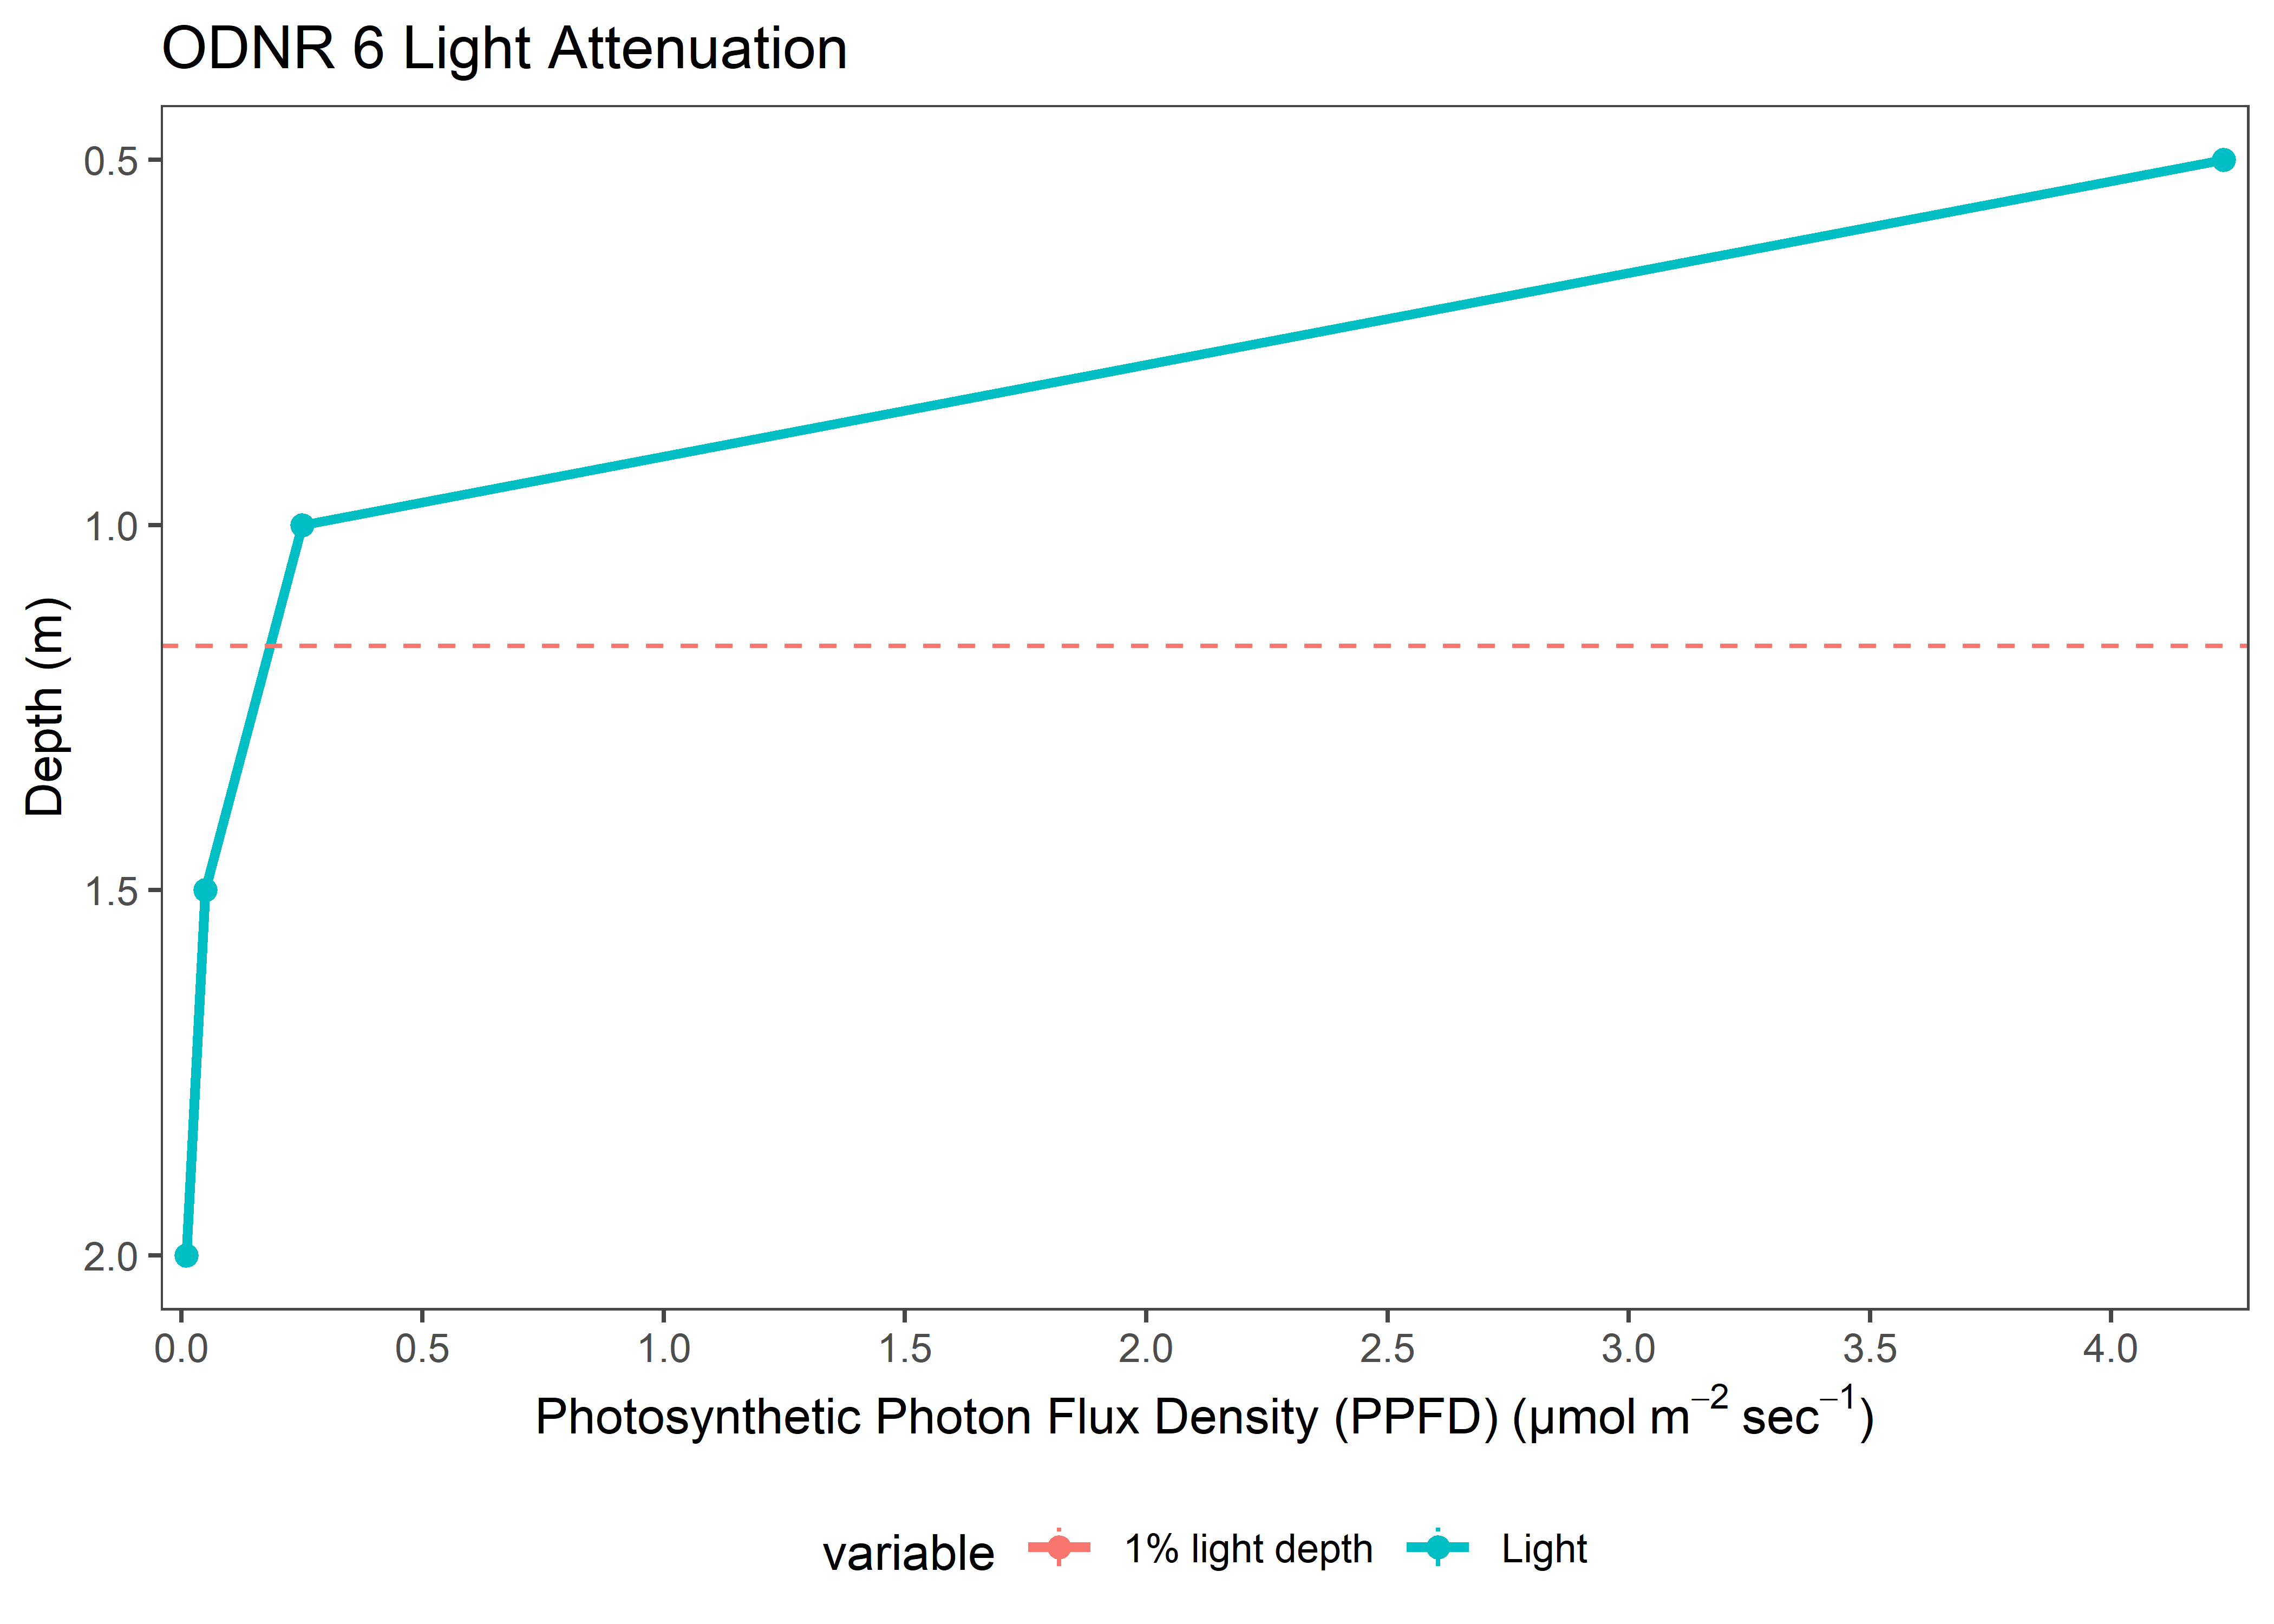 ODNR 6 Light Attenuation
0.5
1.0
1.5
2.0
Depth (m)
0.0 0.5 1.0 1.5 2.0 2.5 3.0 3.5 4.0
Photosynthetic Photon Flux Density (PPFD) (µmol m⁻² sec⁻¹)
variable 1% light depth Light